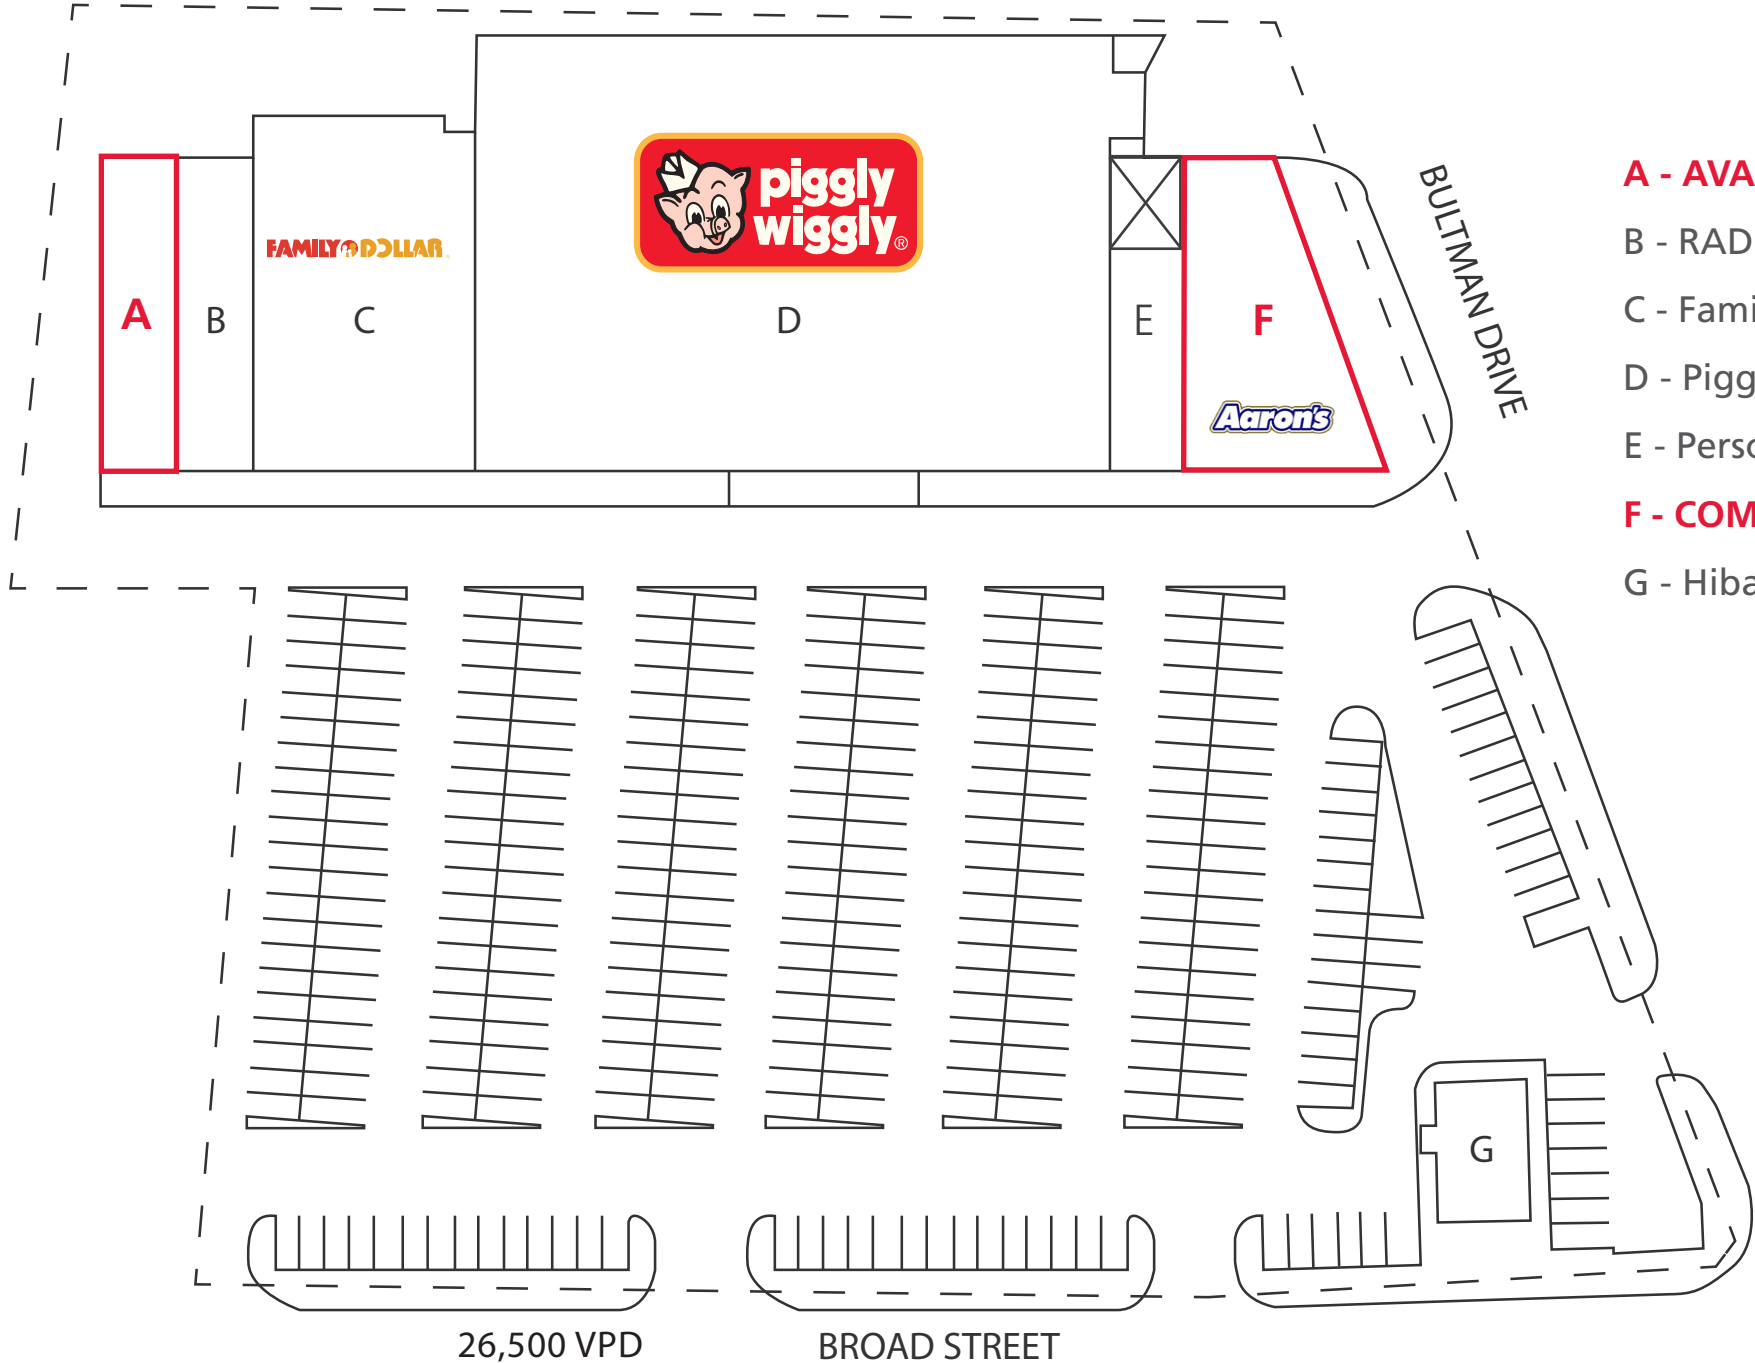 piggly
wiggly®
FAMILY DOLLAR
A
B
C
D
E
F
Aaron's
BULTMAN DRIVE
A - AVA
B - RAD
C - Fami
D - Pigg
E - Perso
F - COM
G - Hiba
G
26,500 VPD
BROAD STREET